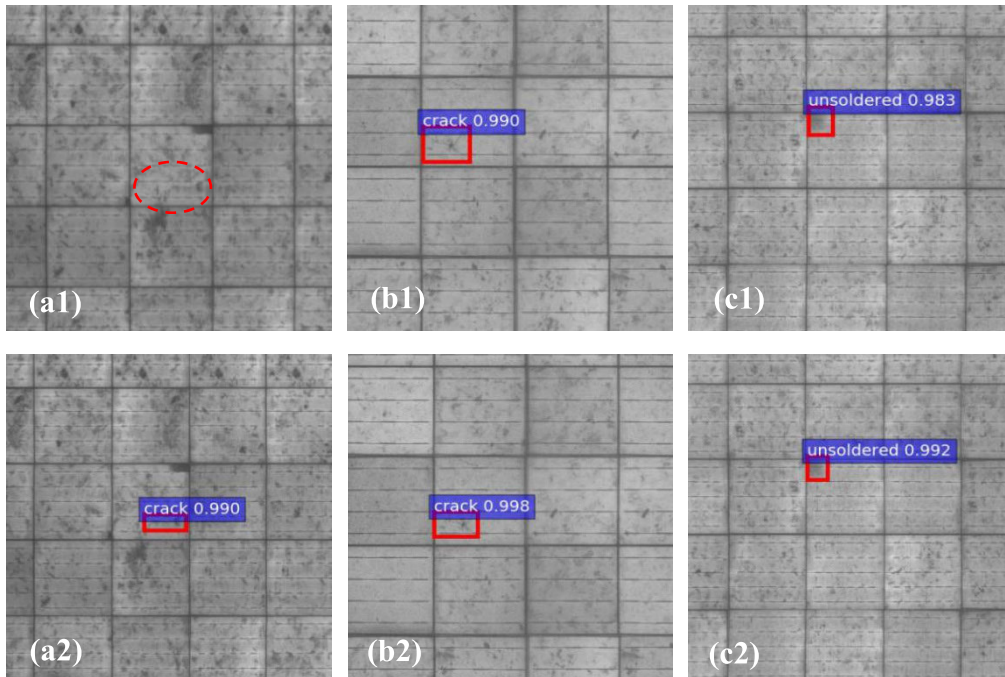 crack 0.990
unsoldered 0.983
(a1)
(b1)
(c1)
crack 0.990
crack 0.998
unsoldered 0.992
(a2)
(b2)
(c2)